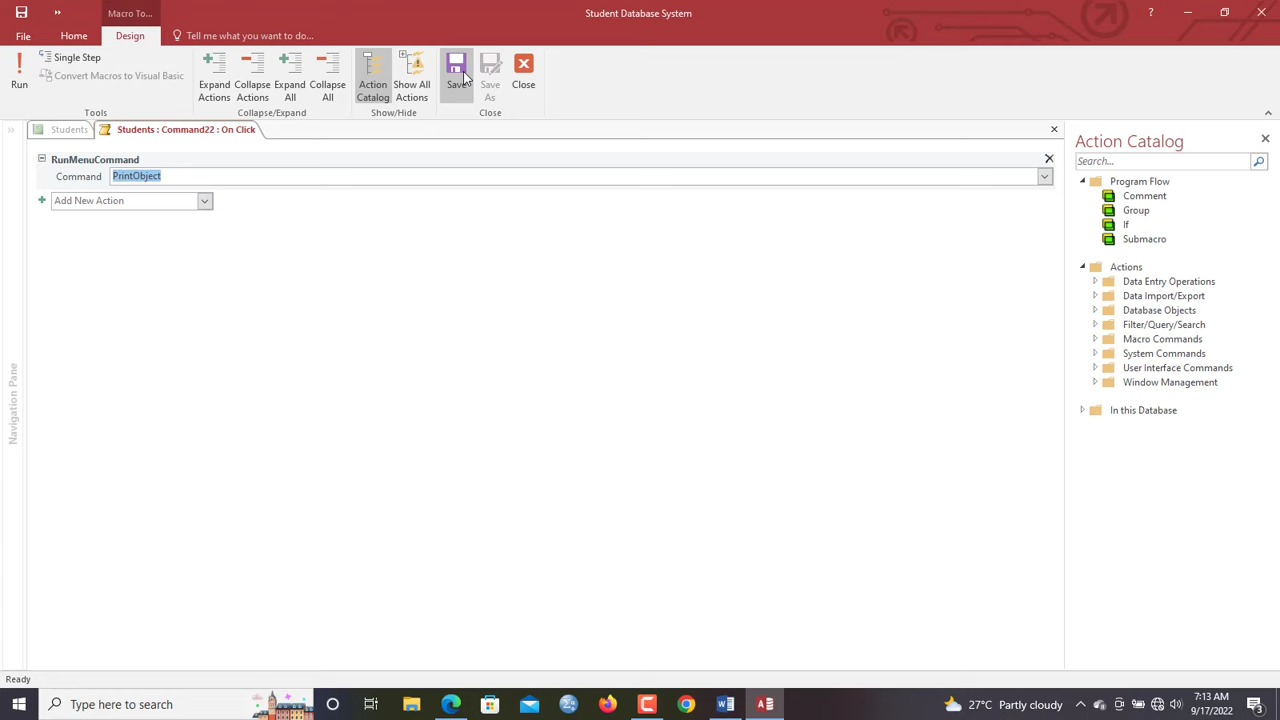 Macro To...
Student Database System
File
Home
Design
Tell me what you want to do...
Run
Single Step
Convert Macros to Visual Basic
Tools
Expand Actions
Collapse Actions
Expand All
Collapse All
Collapse/Expand
Action Catalog
Show All Actions
Show/Hide
Save
Save As
Close
Close
Students
Students : Command22 : On Click
RunMenuCommand
Command PrintObject
Add New Action
Navigation Pane
Action Catalog
Search...
Program Flow
Comment
Group
If
Submacro
Actions
Data Entry Operations
Data Import/Export
Database Objects
Filter/Query/Search
Macro Commands
System Commands
User Interface Commands
Window Management
In this Database
Ready
Type here to search
27°C Partly cloudy
7:13 AM
9/17/2022
3